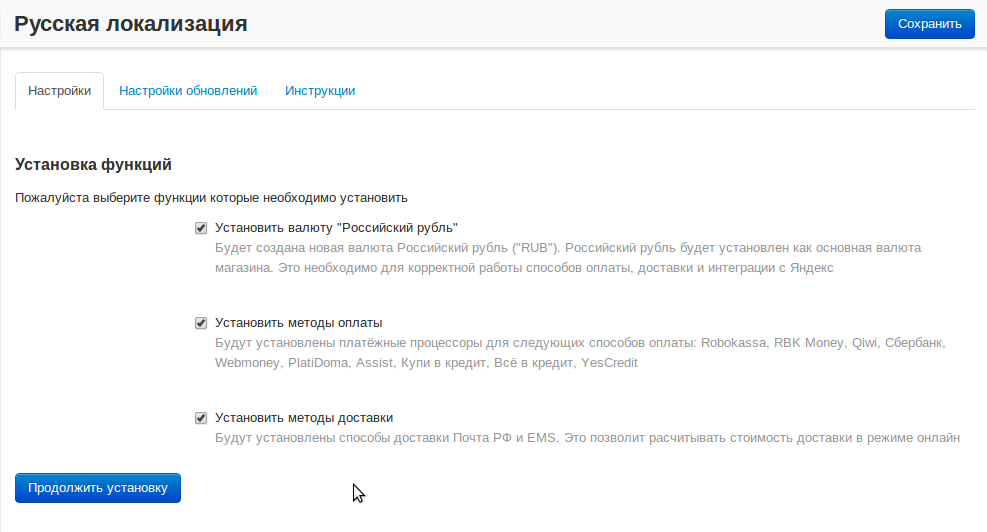 Русская локализация
Сохранить
Настройки
Настройки обновлений
Инструкции
Установка функций
Пожалуйста выберите функции которые необходимо установить
Установить валюту "Российский рубль"
Будет создана новая валюта Российский рубль ("RUB"). Российский рубль будет установлен как основная валюта
магазина. Это необходимо для корректной работы способов оплаты, доставки и интеграции с Яндекс
Установить методы оплаты
Будут установлены платёжные процессоры для следующих способов оплаты: Robokassa, RBK Money, Qiwi, Сбербанк,
Webmoney, PlatiDoma, Assist, Купи в кредит, Всё в кредит, YesCredit
Установить методы доставки
Будут установлены способы доставки Почта РФ и EMS. Это позволит расчитывать стоимость доставки в режиме онлайн
Продолжить установку